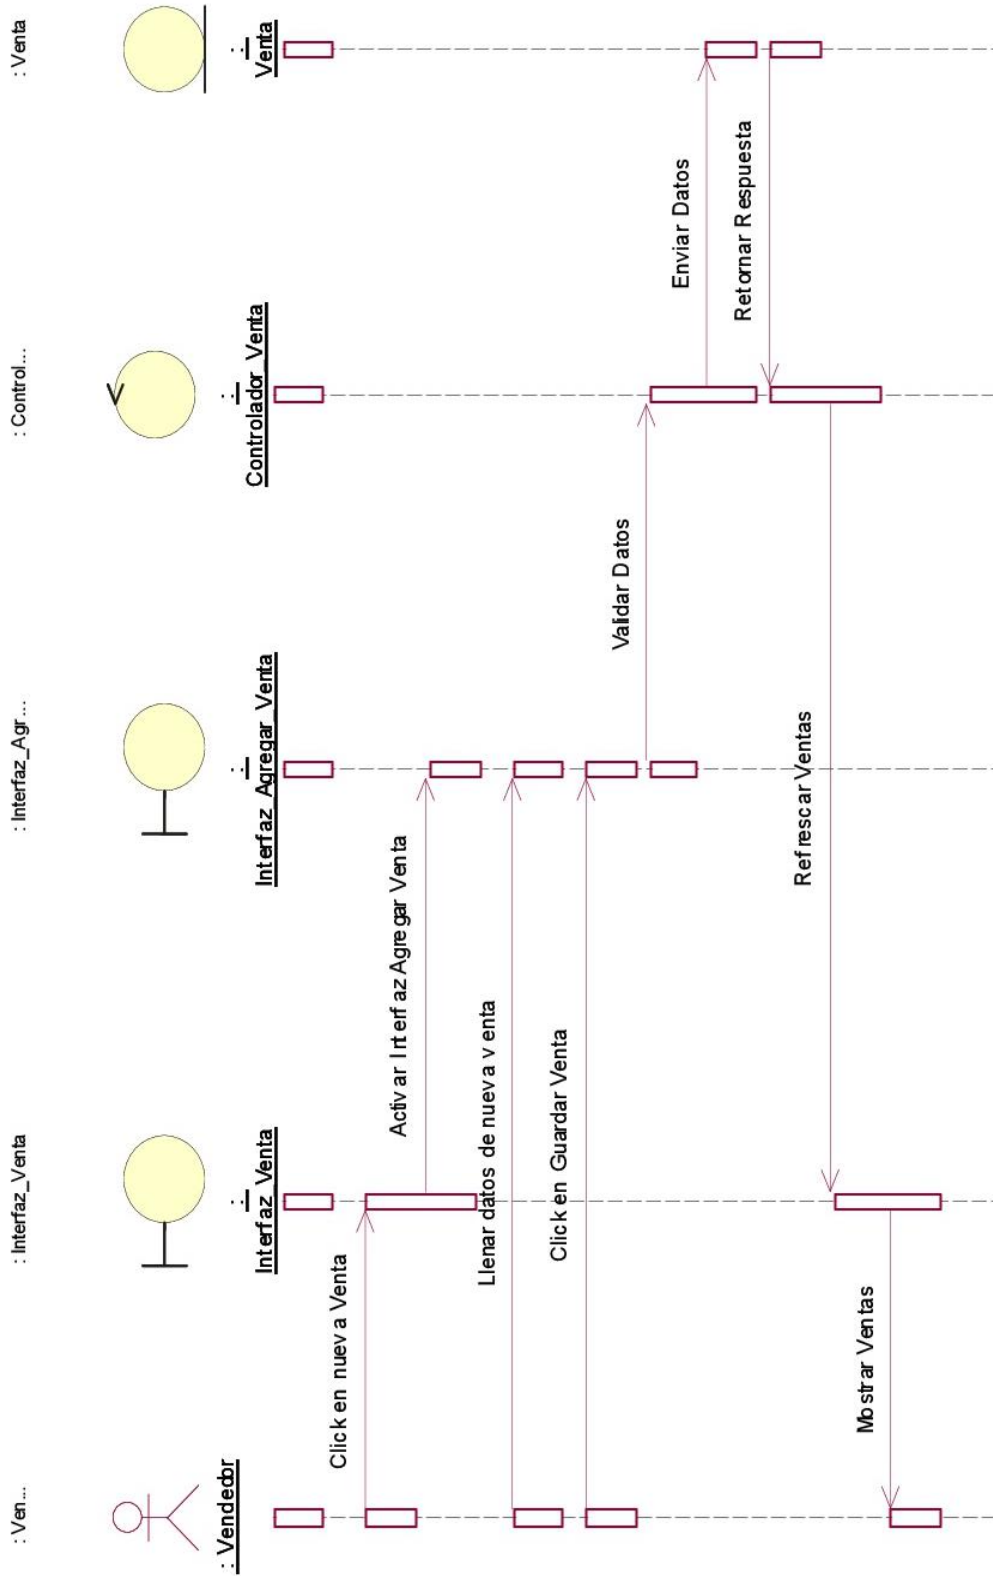 : Ven...
: Interfaz_Venta
: Interfaz_Agr...
: Control...
: Venta
: Vendedor
:
Interfaz_Venta
:
Interfaz_Agregar_Venta
:
Controlador_Venta
:
Venta
Click en nueva Venta
Activar Interfaz Agregar Venta
Llenar datos de nueva venta
Click en Guardar Venta
Validar Datos
Enviar Datos
Retornar Respuesta
Refrescar Ventas
Mostrar Ventas